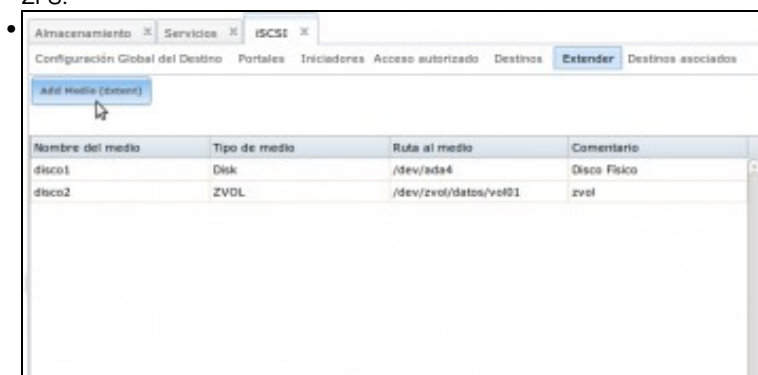 Almacenamiento Servicios iSCSI
Configuración Global del Destino Portales Iniciadores Acceso autorizado Destinos Extender Destinos asociados
Add Medio (Extent)
Nombre del medio Tipo de medio Ruta al medio Comentario
disco1 Disk /dev/ada4 Disco Físico
disco2 ZVOL /dev/zvol/datos/vol01 zvol